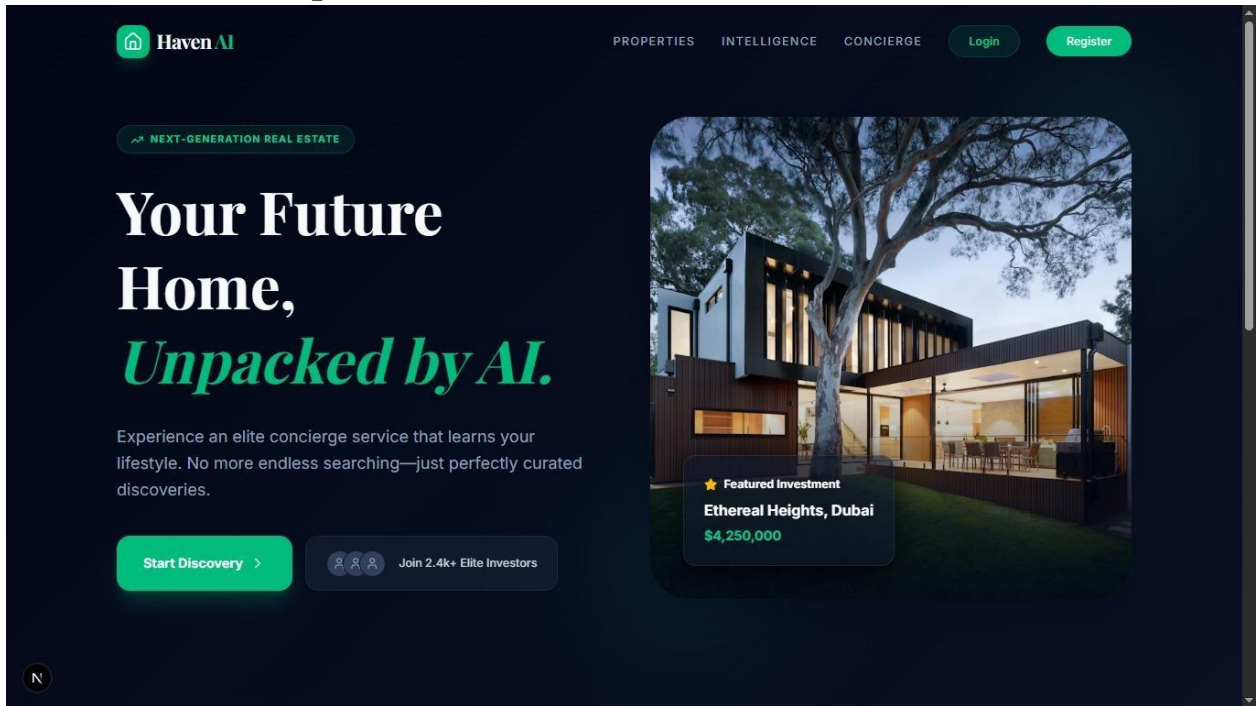 Haven AI
PROPERTIES INTELLIGENCE CONCIERGE Login Register
NEXT-GENERATION REAL ESTATE
Your Future
Home,
Unpacked by AI.
Experience an elite concierge service that learns your
lifestyle. No more endless searching—just perfectly curated
discoveries.
Start Discovery
Join 2.4k+ Elite Investors
Featured Investment
Ethereal Heights, Dubai
$4,250,000
N